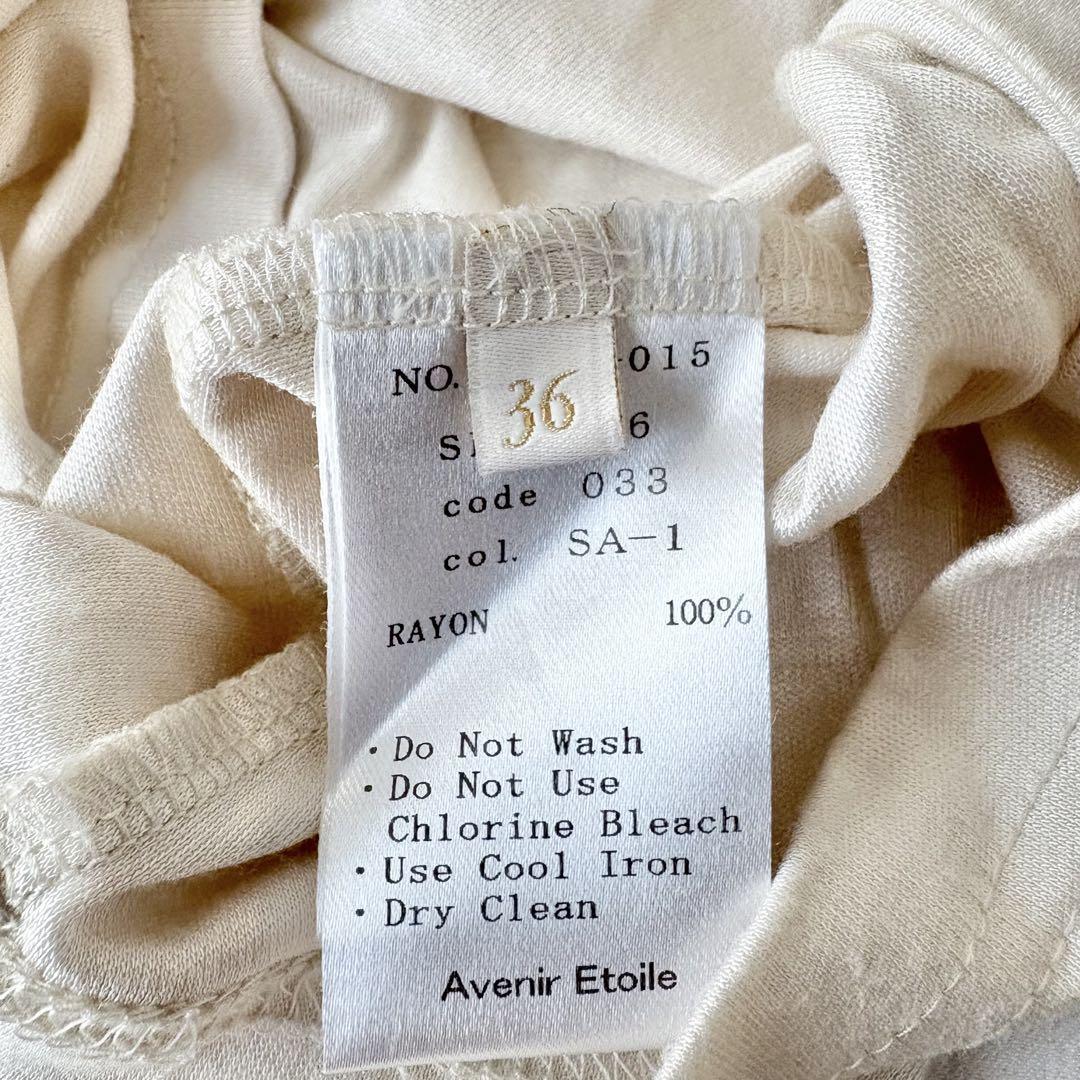 NO. -015
36
6
code 033
col. SA-1
RAYON 100%
・Do Not Wash
・Do Not Use
Chlorine Bleach
・Use Cool Iron
・Dry Clean
Avenir Etoile